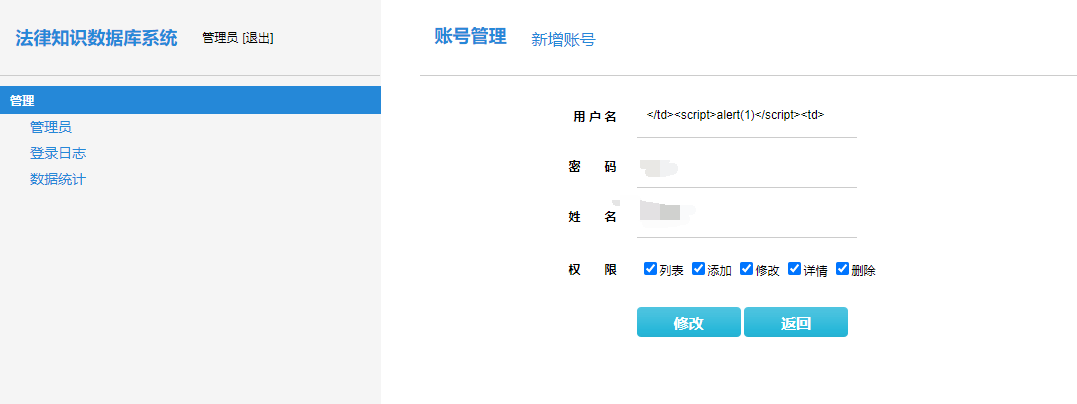 法律知识数据库系统 管理员 [退出]
管理
管理员
登录日志
数据统计
账号管理 新增账号
用 户 名 </td><script>alert(1)</script><td>
密 码
姓 名
权 限 列表 添加 修改 详情 删除
修改 返回